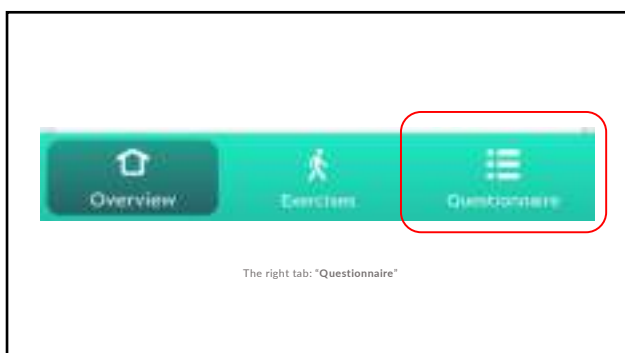 Overview
Exercises
Questionnaire
The right tab: “Questionnaire”